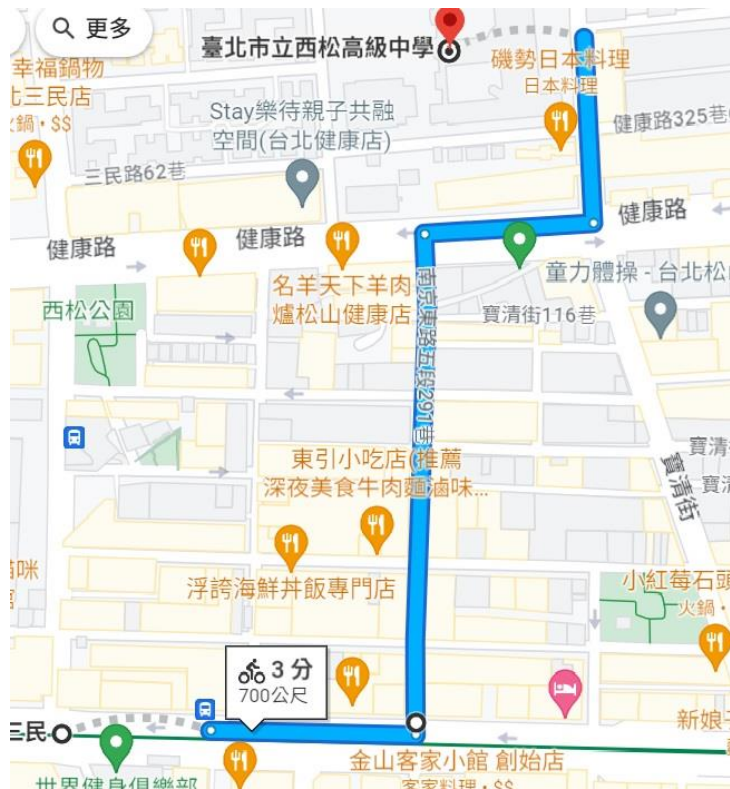 更多
臺北市立西松高級中學
幸福鍋物
北三民店
火鍋・$$
磯勢日本料理
日本料理
Stay樂待親子共融
空間(台北健康店)
健康路325巷
三民路62巷
健康路
健康路
健康路
名羊天下羊肉
爐松山健康店
西松公園
童力體操 - 台北松山
寶清街116巷
南京東路五段291巷
東引小吃店(推薦
深夜美食牛肉麵滷味...
寶清
寶清街
寶清
浮誇海鮮丼飯專門店
小紅莓石頭
火鍋・
3 分
700公尺
三民
新娘
金山客家小館 創始店
客家料理・$$
世界健身俱樂部